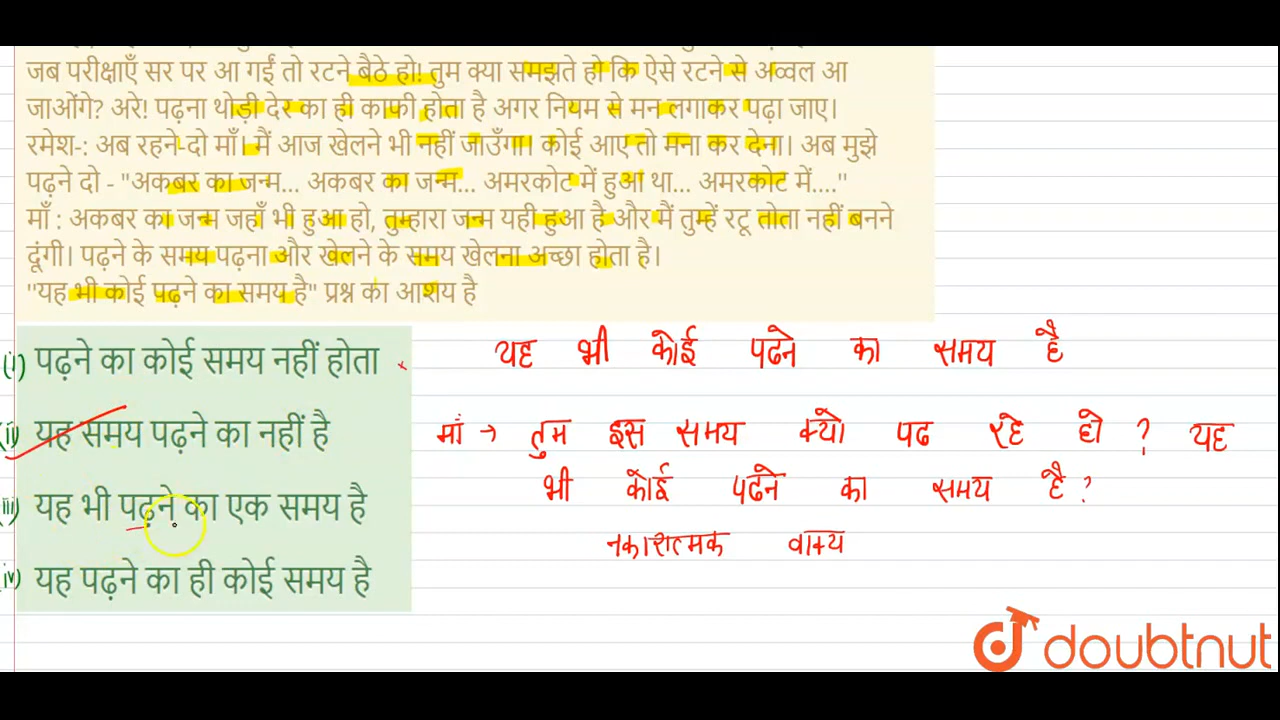 जब परीक्षाएँ सर पर आ गईं तो रटने बैठे हो! तुम क्या समझते हो कि ऐसे रटने से अव्वल आ
जाओंगे? अरे! पढ़ना थोड़ी देर का ही काफी होता है अगर नियम से मन लगाकर पढ़ा जाए।
रमेश-: अब रहने-दो माँ। मैं आज खेलने भी नहीं जाउँगा। कोई आए तो मना कर देना। अब मुझे
पढ़ने दो - "अकबर का जन्म... अकबर का जन्म... अमरकोट में हुआ था... अमरकोट में...."
माँ : अकबर का जन्म जहाँ भी हुआ हो, तुम्हारा जन्म यही हुआ है और मैं तुम्हें रटू तोता नहीं बनने
दूंगी। पढ़ने के समय पढ़ना और खेलने के समय खेलना अच्छा होता है।
"यह भी कोई पढ़ने का समय है" प्रश्न का आशय है
(i) पढ़ने का कोई समय नहीं होता
(ii) यह समय पढ़ने का नहीं है
(iii) यह भी पढ़ने का एक समय है
(iv) यह पढ़ने का ही कोई समय है
यह भी कोई पढने का समय है
माँ → तुम इस समय क्यो पढ रहे हो ? यह
भी कोई पढने का समय है ?
नकारात्मक वाक्य
doubtnut